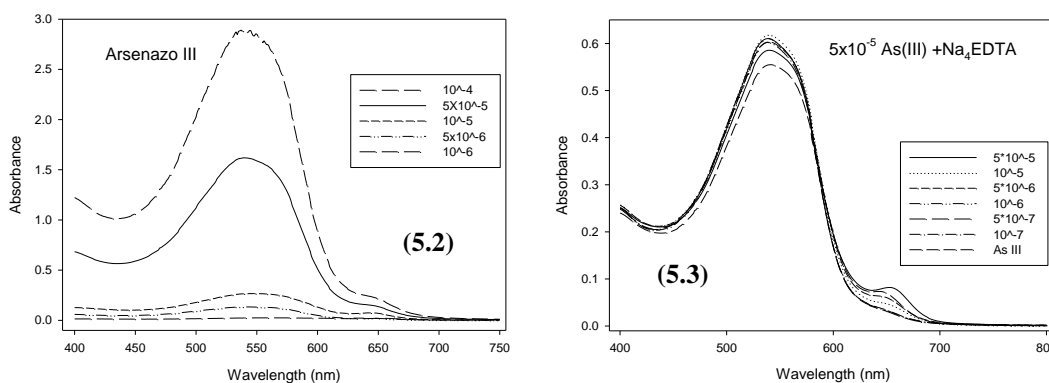 3.0
2.5
2.0
1.5
1.0
0.5
0.0
Absorbance
Arsenazo III
10^-4
5X10^-5
10^-5
5x10^-6
10^-6
(5.2)
400 450 500 550 600 650 700 750
Wavelength (nm)
0.6
0.5
0.4
0.3
0.2
0.1
0.0
Absorbance
5x10⁻⁵ As(III) +Na₄EDTA
5*10^-5
10^-5
5*10^-6
10^-6
5*10^-7
10^-7
As III
(5.3)
400 500 600 700 80
Wavelength (nm)